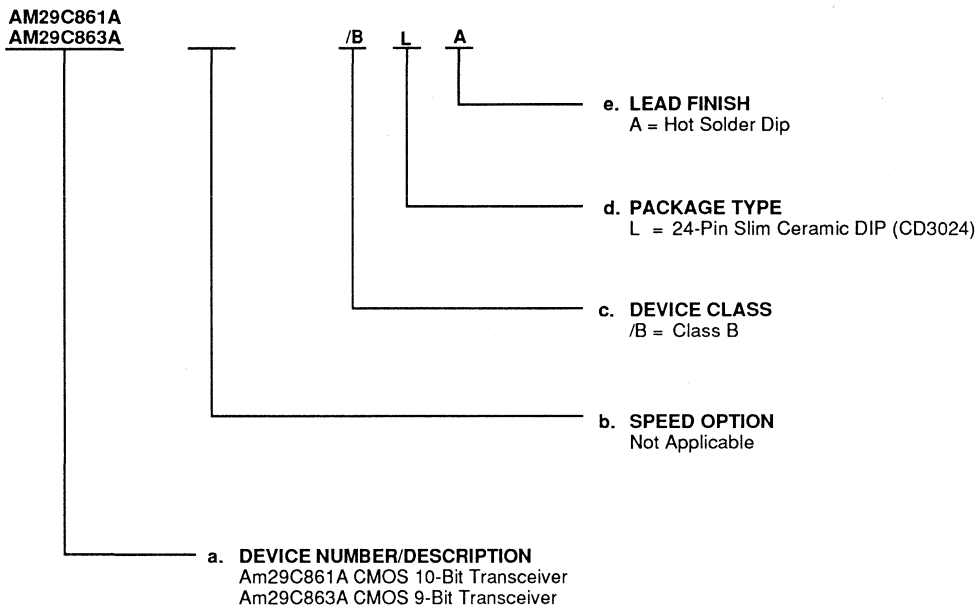 AM29C861A
AM29C863A
/B L A
e. LEAD FINISH
A = Hot Solder Dip
d. PACKAGE TYPE
L = 24-Pin Slim Ceramic DIP (CD3024)
c. DEVICE CLASS
/B = Class B
b. SPEED OPTION
Not Applicable
a. DEVICE NUMBER/DESCRIPTION
Am29C861A CMOS 10-Bit Transceiver
Am29C863A CMOS 9-Bit Transceiver